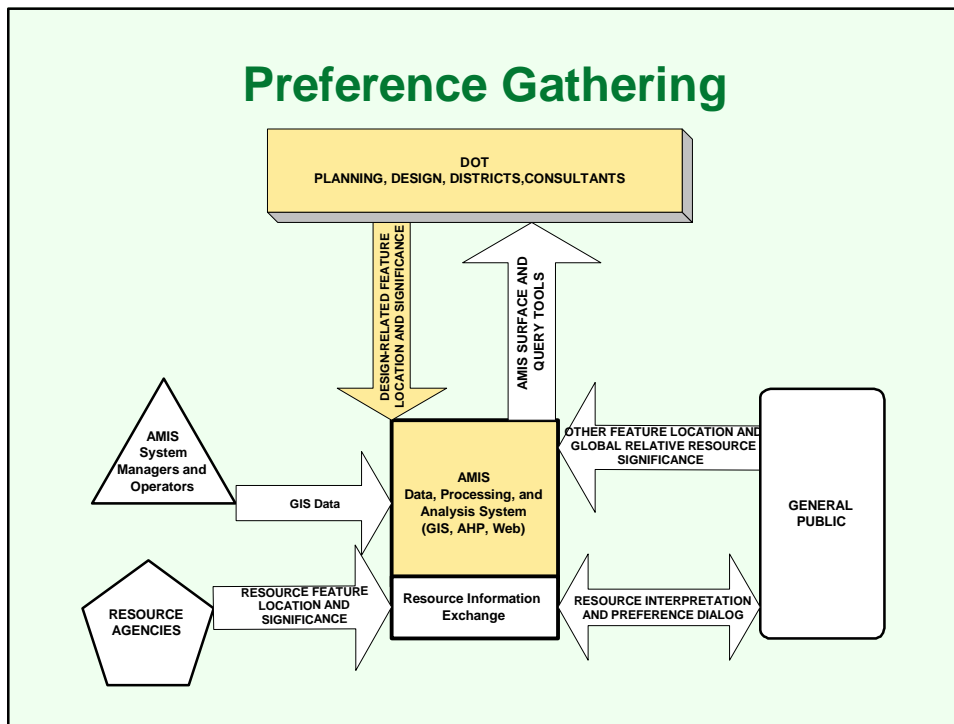 Preference Gathering
DOT
PLANNING, DESIGN, DISTRICTS,CONSULTANTS
DESIGN-RELATED FEATURE
LOCATION AND SIGNIFICANCE
AMIS SURFACE AND
QUERY TOOLS
AMIS
System
Managers and
Operators
GIS Data
AMIS
Data, Processing, and
Analysis System
(GIS, AHP, Web)
OTHER FEATURE LOCATION AND
GLOBAL RELATIVE RESOURCE
SIGNIFICANCE
GENERAL
PUBLIC
RESOURCE
AGENCIES
RESOURCE FEATURE
LOCATION AND
SIGNIFICANCE
Resource Information
Exchange
RESOURCE INTERPRETATION
AND PREFERENCE DIALOG